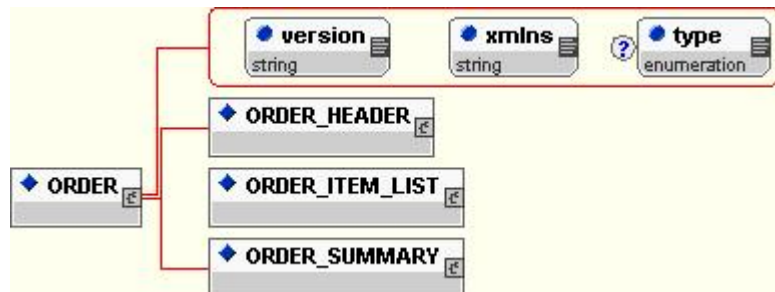 version xmlns ? type
string string enumeration
ORDER_HEADER
ORDER ORDER_ITEM_LIST
ORDER_SUMMARY